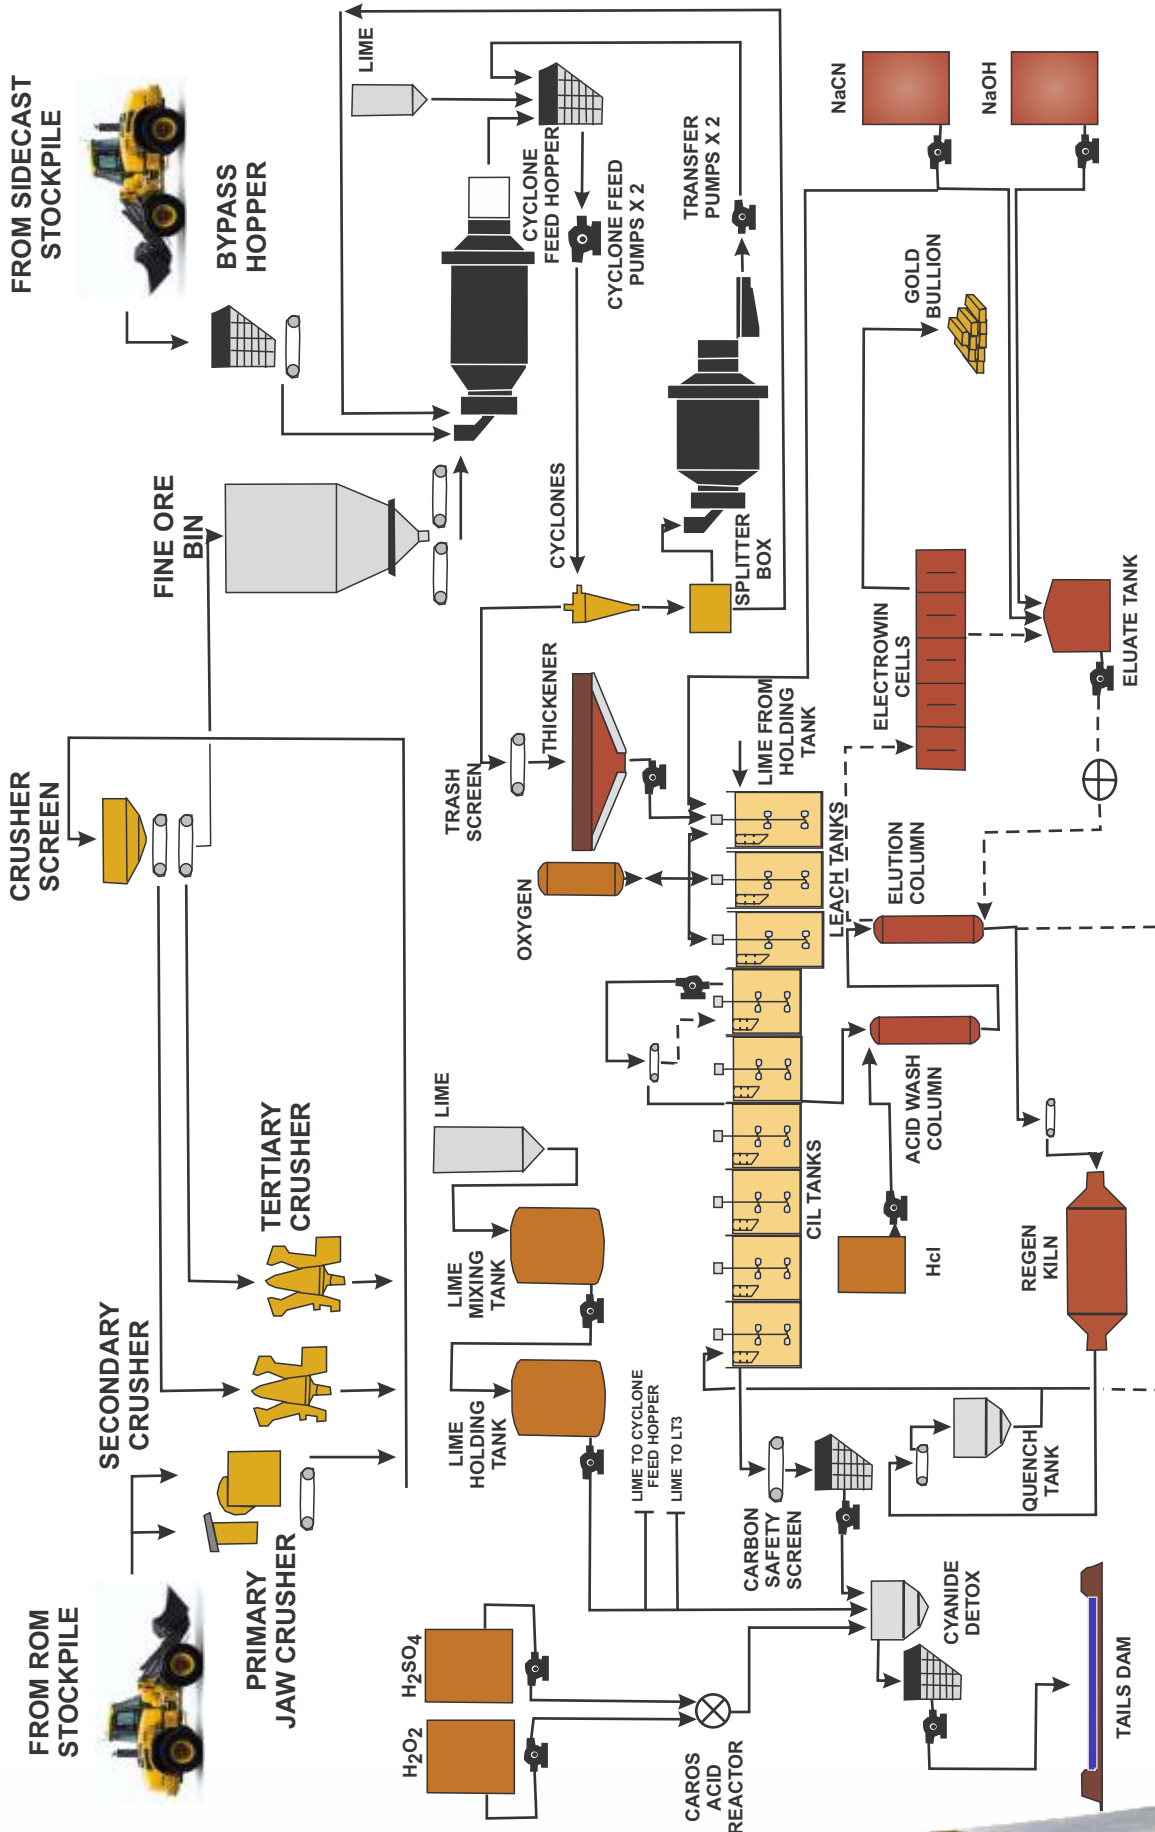 FROM ROM
STOCKPILE
PRIMARY
JAW CRUSHER
SECONDARY
CRUSHER
TERTIARY
CRUSHER
CRUSHER
SCREEN
FINE ORE
BIN
FROM SIDECAST
STOCKPILE
BYPASS
HOPPER
LIME
CYCLONE
FEED HOPPER
CYCLONE FEED
PUMPS X 2
CYCLONES
TRANSFER
PUMPS X 2
SPLITTER
BOX
TRASH
SCREEN
THICKENER
OXYGEN
LIME FROM
HOLDING
TANK
LEACH TANKS
CIL TANKS
LIME
LIME
MIXING
TANK
LIME
HOLDING
TANK
LIME TO CYCLONE
FEED HOPPER
LIME TO LT3
H₂SO₄
H₂O₂
CAROS
ACID
REACTOR
CARBON
SAFETY
SCREEN
CYANIDE
DETOX
TAILS DAM
QUENCH
TANK
REGEN
KILN
Hcl
ACID WASH
COLUMN
ELUTION
COLUMN
ELECTROWIN
CELLS
ELUATE TANK
GOLD
BULLION
NaCN
NaOH